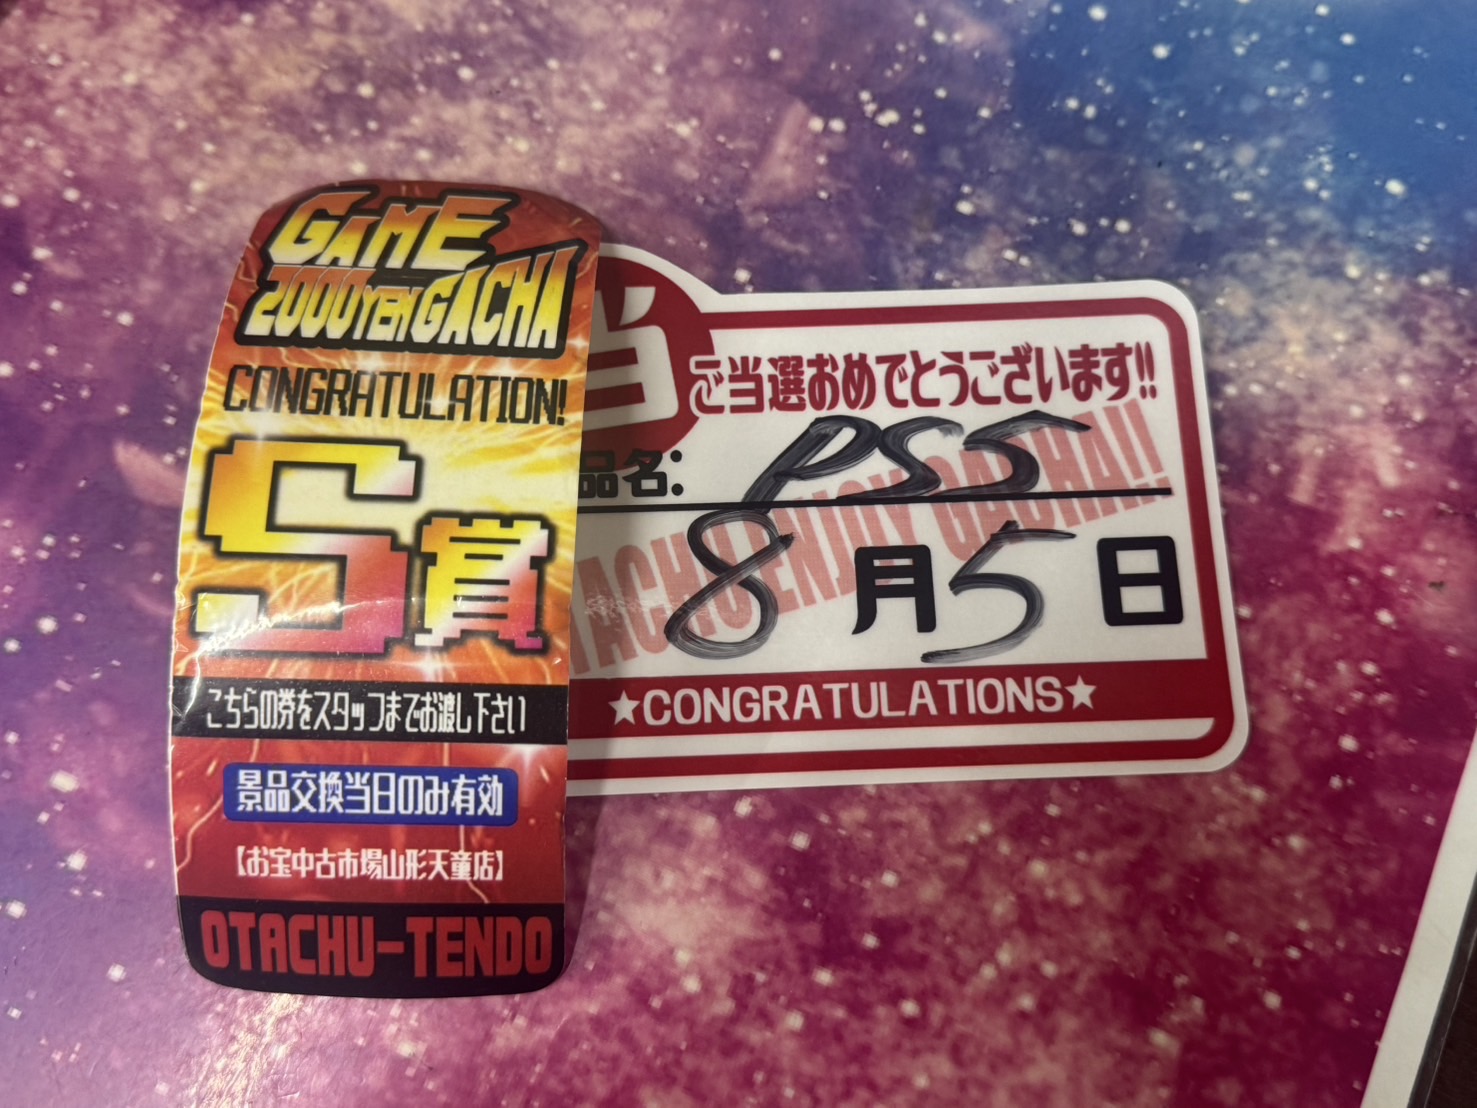 GAME
2000YEN GACHA
CONGRATULATION!
S賞
こちらの券をスタッフまでお渡し下さい
景品交換当日のみ有効
【お宝中古市場山形天童店】
OTACHU-TENDO
当
ご当選おめでとうございます!!
品名: PS5
8月5日
TACHU ENJOY GACHA!!
★CONGRATULATIONS★